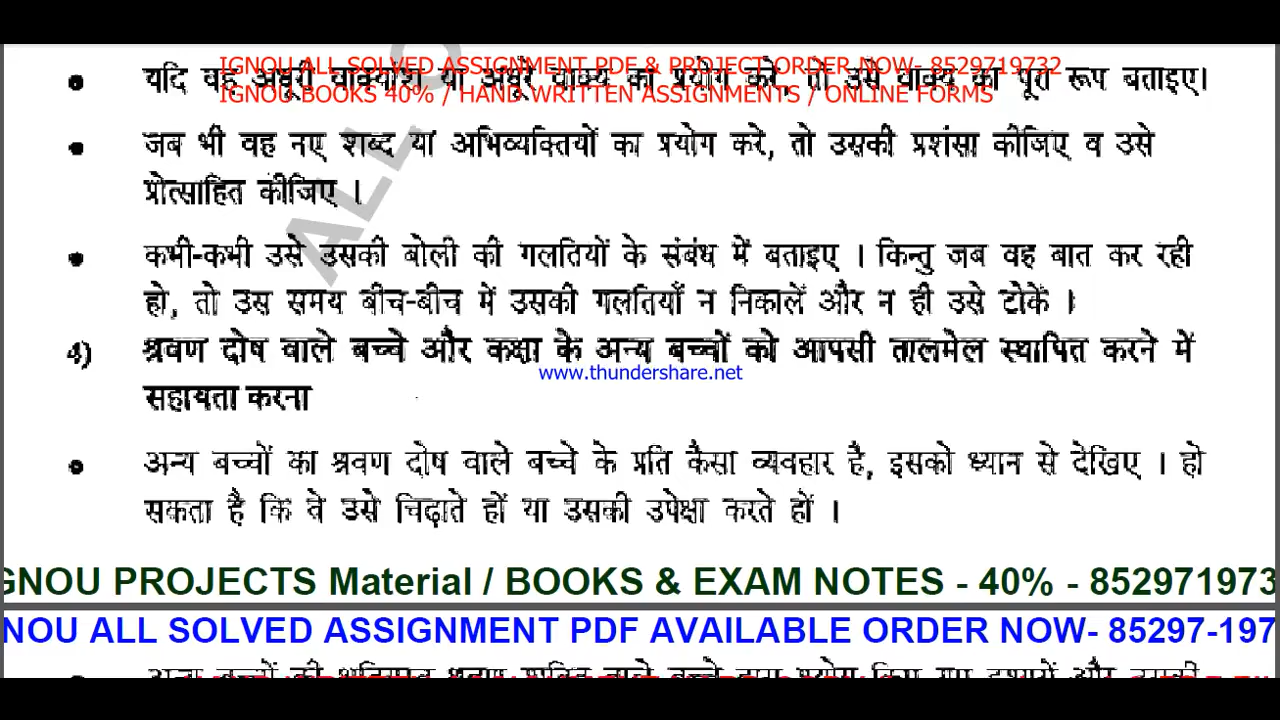 IGNOU ALL SOLVED ASSIGNMENT PDF & PROJECT ORDER NOW- 8529719732
यदि वह अधूरी वाक्यांश या अधूरे वाक्य का प्रयोग करे, तो उसे वाक्य का पूरा रूप बताइए।
IGNOU BOOKS 40% / HAND WRITTEN ASSIGNMENTS / ONLINE FORMS
जब भी वह नए शब्द या अभिव्यक्तियों का प्रयोग करे, तो उसकी प्रशंसा कीजिए व उसे
प्रोत्साहित कीजिए ।
ALL
कभी-कभी उसे उसकी बोली की गलतियों के संबंध में बताइए । किन्तु जब वह बात कर रही
हो, तो उस समय बीच-बीच में उसकी गलतियाँ न निकालें और न ही उसे टोकें ।
4) श्रवण दोष वाले बच्चे और कक्षा के अन्य बच्चों को आपसी तालमेल स्थापित करने में
www.thundershare.net
सहायता करना
अन्य बच्चों का श्रवण दोष वाले बच्चे के प्रति कैसा व्यवहार है, इसको ध्यान से देखिए । हो
सकता है कि वे उसे चिढ़ाते हों या उसकी उपेक्षा करते हों ।
GNOU PROJECTS Material / BOOKS & EXAM NOTES - 40% - 852971973
NOU ALL SOLVED ASSIGNMENT PDF AVAILABLE ORDER NOW- 85297-197